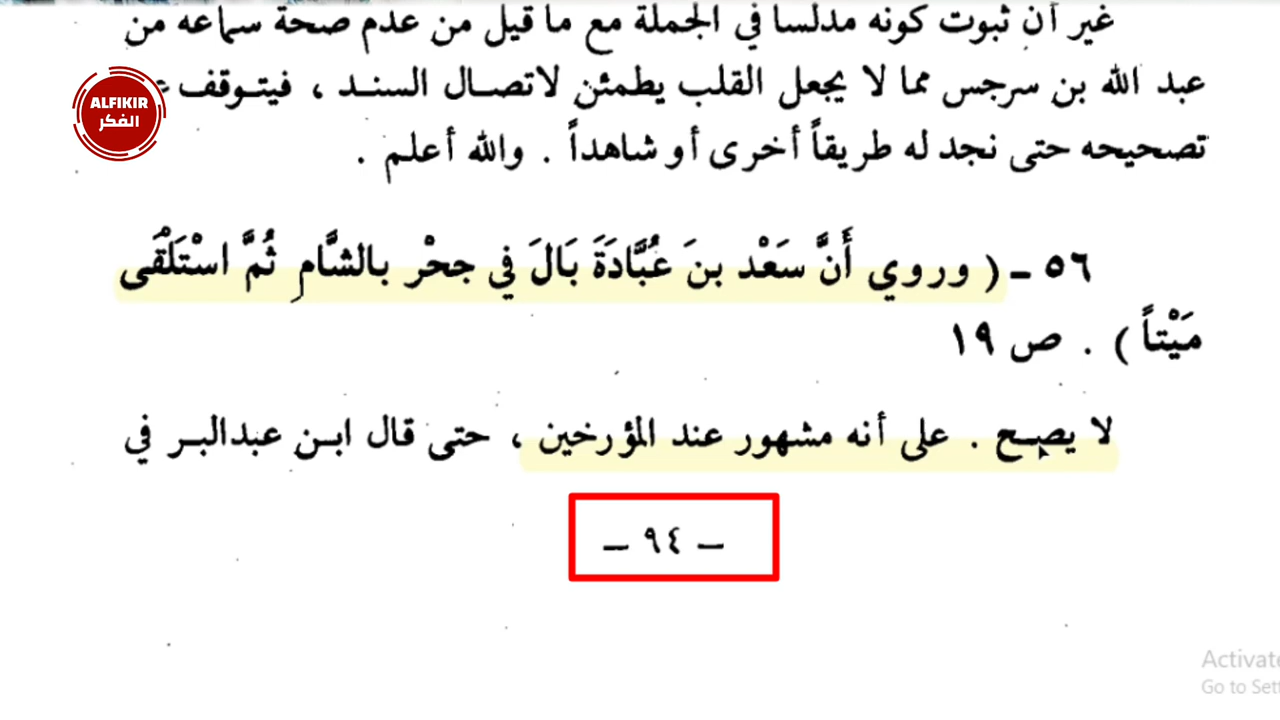 غير أن ثبوت كونه مدلسا في الجملة مع ما قيل من عدم صحة سماعه من
عبد الله بن سرجس مما لا يجعل القلب يطمئن لاتصال السند ، فيتوقف
تصحيحه حتى نجد له طريقاً أخرى أو شاهداً . والله أعلم .
ALFIKIR
الفكر
٥٦ ـ ( وروي أَنَّ سَعْد بنَ عُبَّادَةَ بَالَ في جحْر بالشَّامِ ثُمَّ اسْتَلْقَى
مَيْتاً ) . ص ١٩
لا يصح . على أنه مشهور عند المؤرخين ، حتى قال ابن عبدالبر في
– ٩٤ –
Activate
Go to Sett